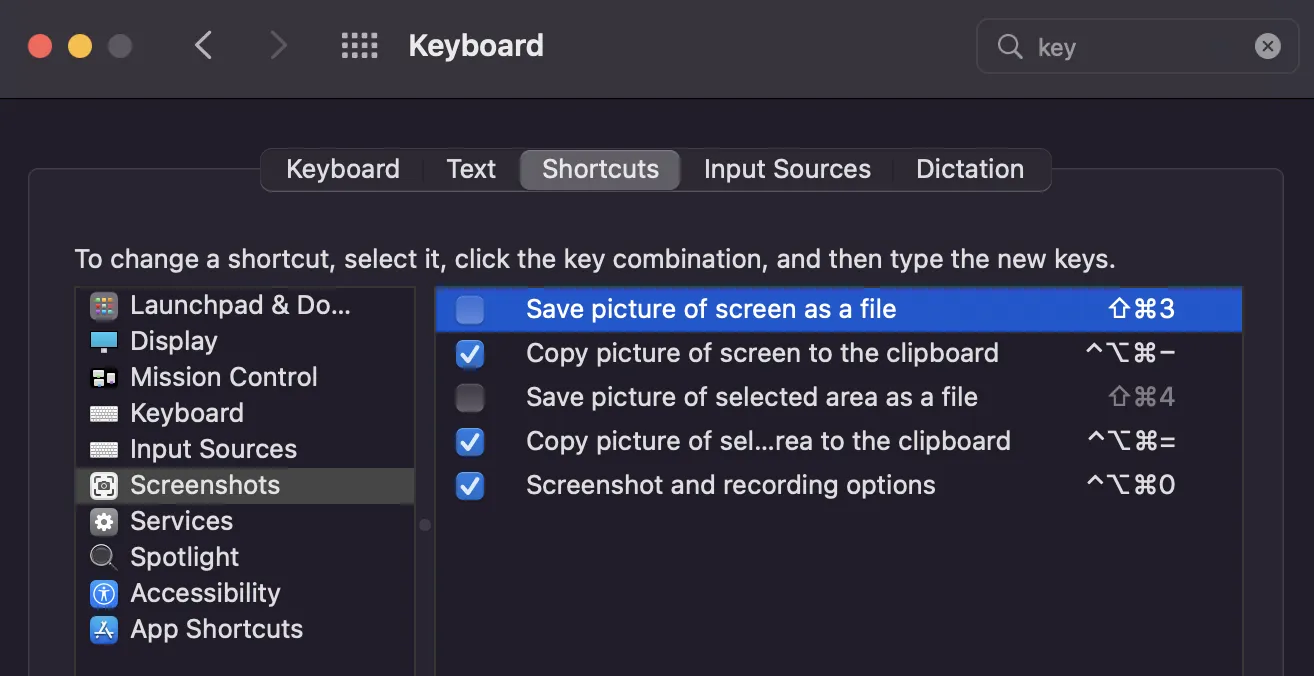 Keyboard
key
Keyboard Text Shortcuts Input Sources Dictation
To change a shortcut, select it, click the key combination, and then type the new keys.
Launchpad & Do...
Display
Mission Control
Keyboard
Input Sources
Screenshots
Services
Spotlight
Accessibility
App Shortcuts
Save picture of screen as a file ⇧⌘3
Copy picture of screen to the clipboard ^⌥⌘−
Save picture of selected area as a file ⇧⌘4
Copy picture of sel...rea to the clipboard ^⌥⌘=
Screenshot and recording options ^⌥⌘0